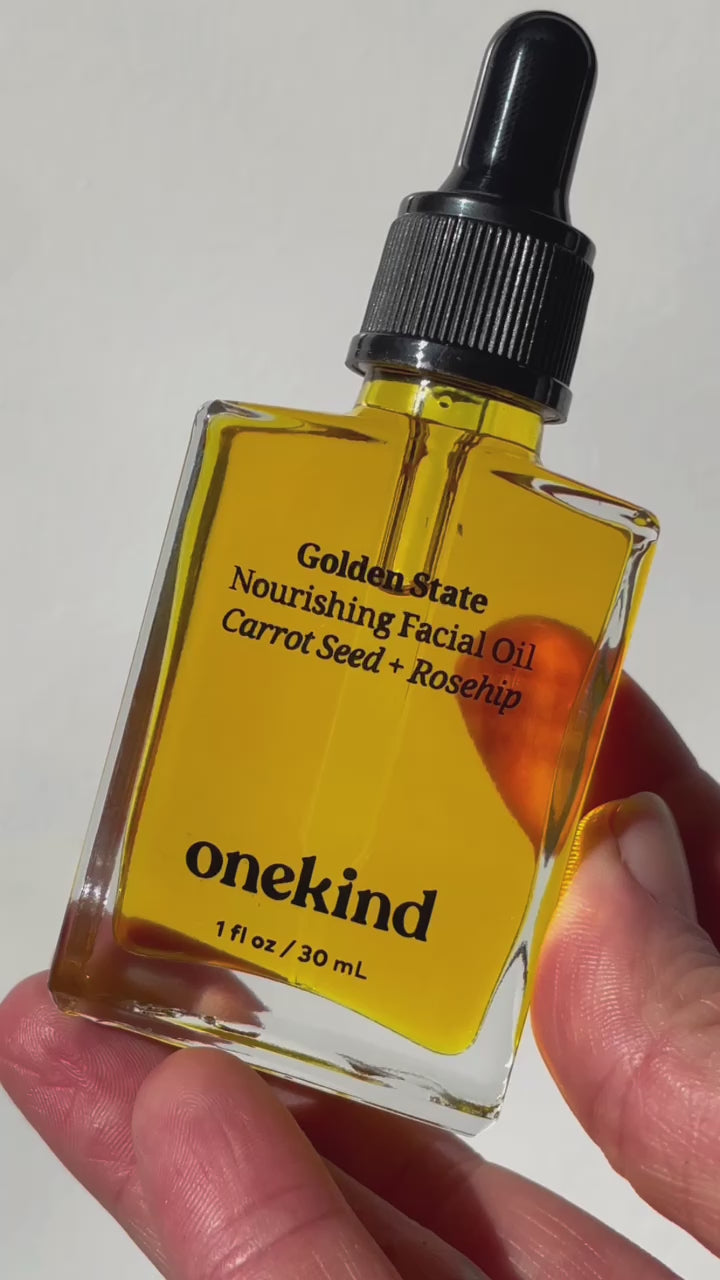 Golden State
Nourishing Facial Oil
Carrot Seed + Rosehip
onekind
1 fl oz / 30 mL